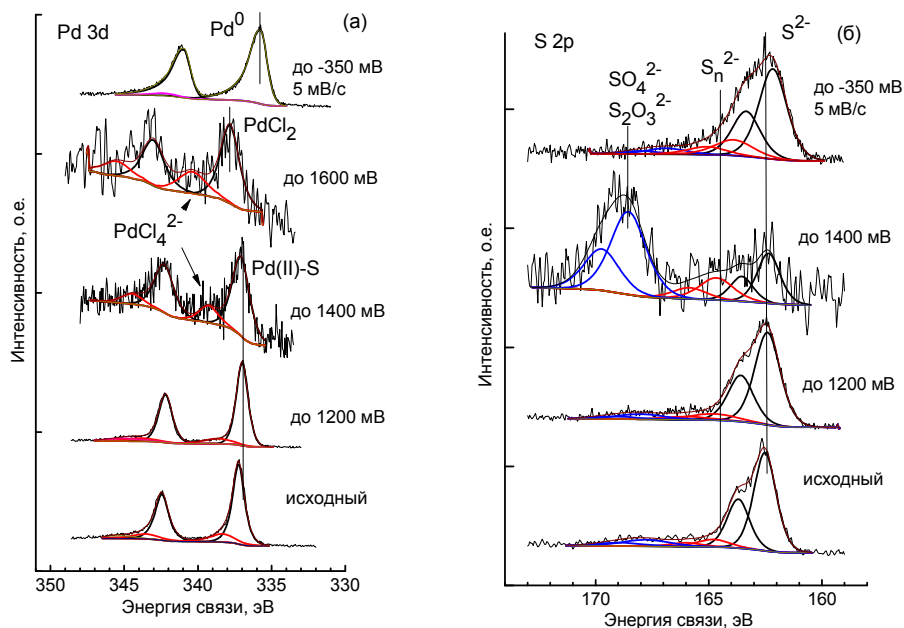 Pd 3d
Pd⁰
(а)
до -350 мВ
5 мВ/с
PdCl₂
до 1600 мВ
PdCl₄²⁻
Pd(II)-S
до 1400 мВ
до 1200 мВ
исходный
Интенсивность, о.е.
350 345 340 335 330
Энергия связи, эВ
S 2p
S²⁻
(б)
SO₄²⁻
S₂O₃²⁻
Sₙ²⁻
до -350 мВ
5 мВ/с
до 1400 мВ
до 1200 мВ
исходный
Интенсивность, о.е.
170 165 160
Энергия связи, эВ